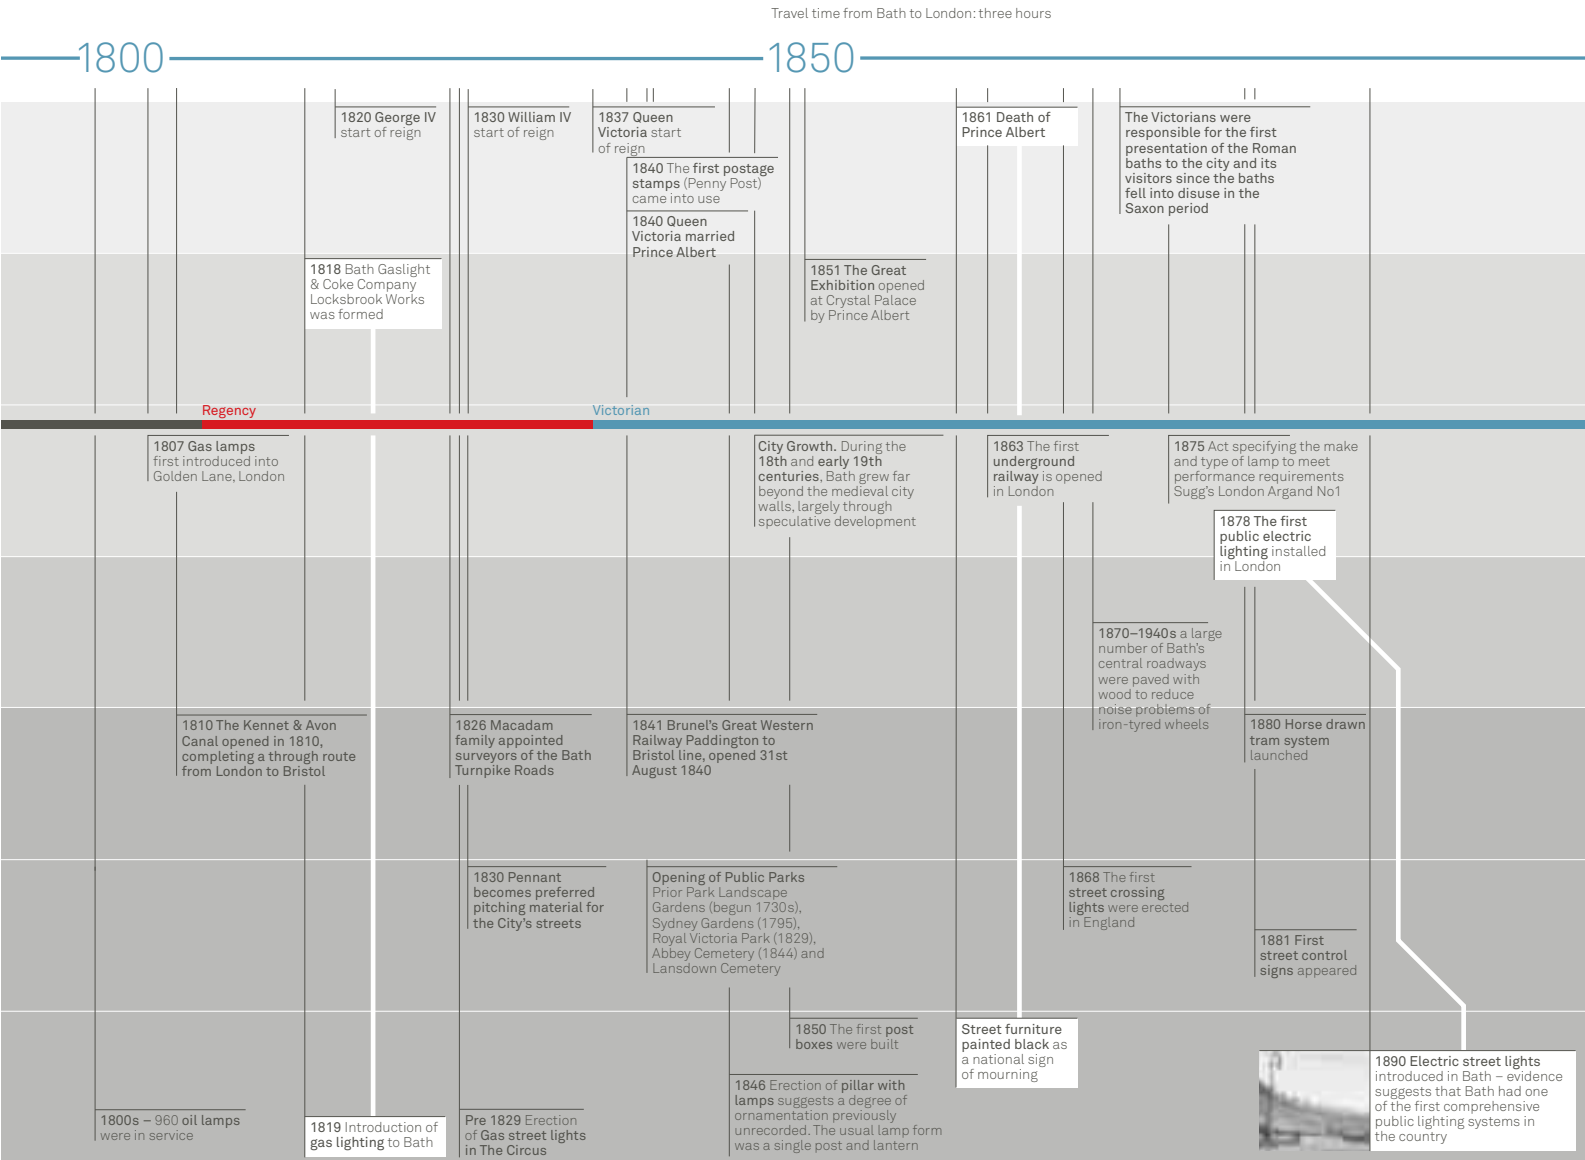 Travel time from Bath to London: three hours
1800
1850
1820 George IV
start of reign
1830 William IV
start of reign
1837 Queen
Victoria start
of reign
1840 The first postage
stamps (Penny Post)
came into use
1840 Queen
Victoria married
Prince Albert
1861 Death of
Prince Albert
The Victorians were
responsible for the first
presentation of the Roman
baths to the city and its
visitors since the baths
fell into disuse in the
Saxon period
1818 Bath Gaslight
& Coke Company
Locksbrook Works
was formed
1851 The Great
Exhibition opened
at Crystal Palace
by Prince Albert
Regency
Victorian
1807 Gas lamps
first introduced into
Golden Lane, London
City Growth. During the
18th and early 19th
centuries, Bath grew far
beyond the medieval city
walls, largely through
speculative development
1863 The first
underground
railway is opened
in London
1875 Act specifying the make
and type of lamp to meet
performance requirements
Sugg's London Argand No1
1878 The first
public electric
lighting installed
in London
1870–1940s a large
number of Bath's
central roadways
were paved with
wood to reduce
noise problems of
iron-tyred wheels
1810 The Kennet & Avon
Canal opened in 1810,
completing a through route
from London to Bristol
1826 Macadam
family appointed
surveyors of the Bath
Turnpike Roads
1841 Brunel's Great Western
Railway Paddington to
Bristol line, opened 31st
August 1840
1880 Horse drawn
tram system
launched
1830 Pennant
becomes preferred
pitching material for
the City's streets
Opening of Public Parks
Prior Park Landscape
Gardens (begun 1730s),
Sydney Gardens (1795),
Royal Victoria Park (1829),
Abbey Cemetery (1844) and
Lansdown Cemetery
1868 The first
street crossing
lights were erected
in England
1881 First
street control
signs appeared
1850 The first post
boxes were built
Street furniture
painted black as
a national sign
of mourning
1846 Erection of pillar with
lamps suggests a degree of
ornamentation previously
unrecorded. The usual lamp form
was a single post and lantern
1890 Electric street lights
introduced in Bath – evidence
suggests that Bath had one
of the first comprehensive
public lighting systems in
the country
1800s – 960 oil lamps
were in service
1819 Introduction of
gas lighting to Bath
Pre 1829 Erection
of Gas street lights
in The Circus